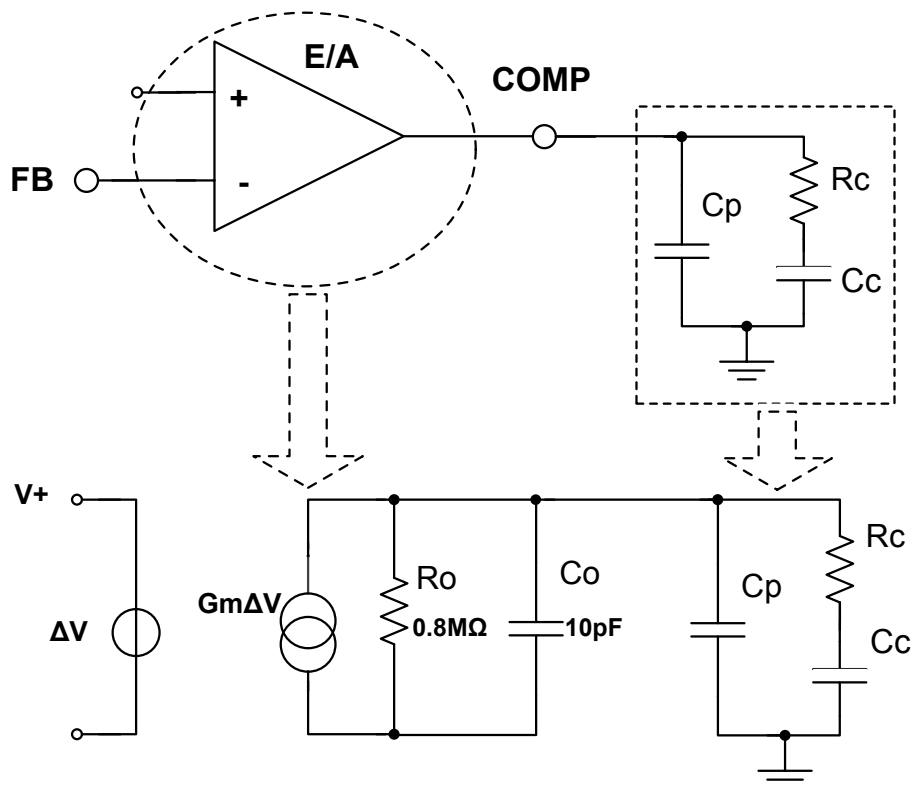 E/A
COMP
+
FB
-
Rc
Cp
Cc
V+
Rc
Ro
Co
Cp
GmΔV
ΔV
0.8MΩ
10pF
Cc